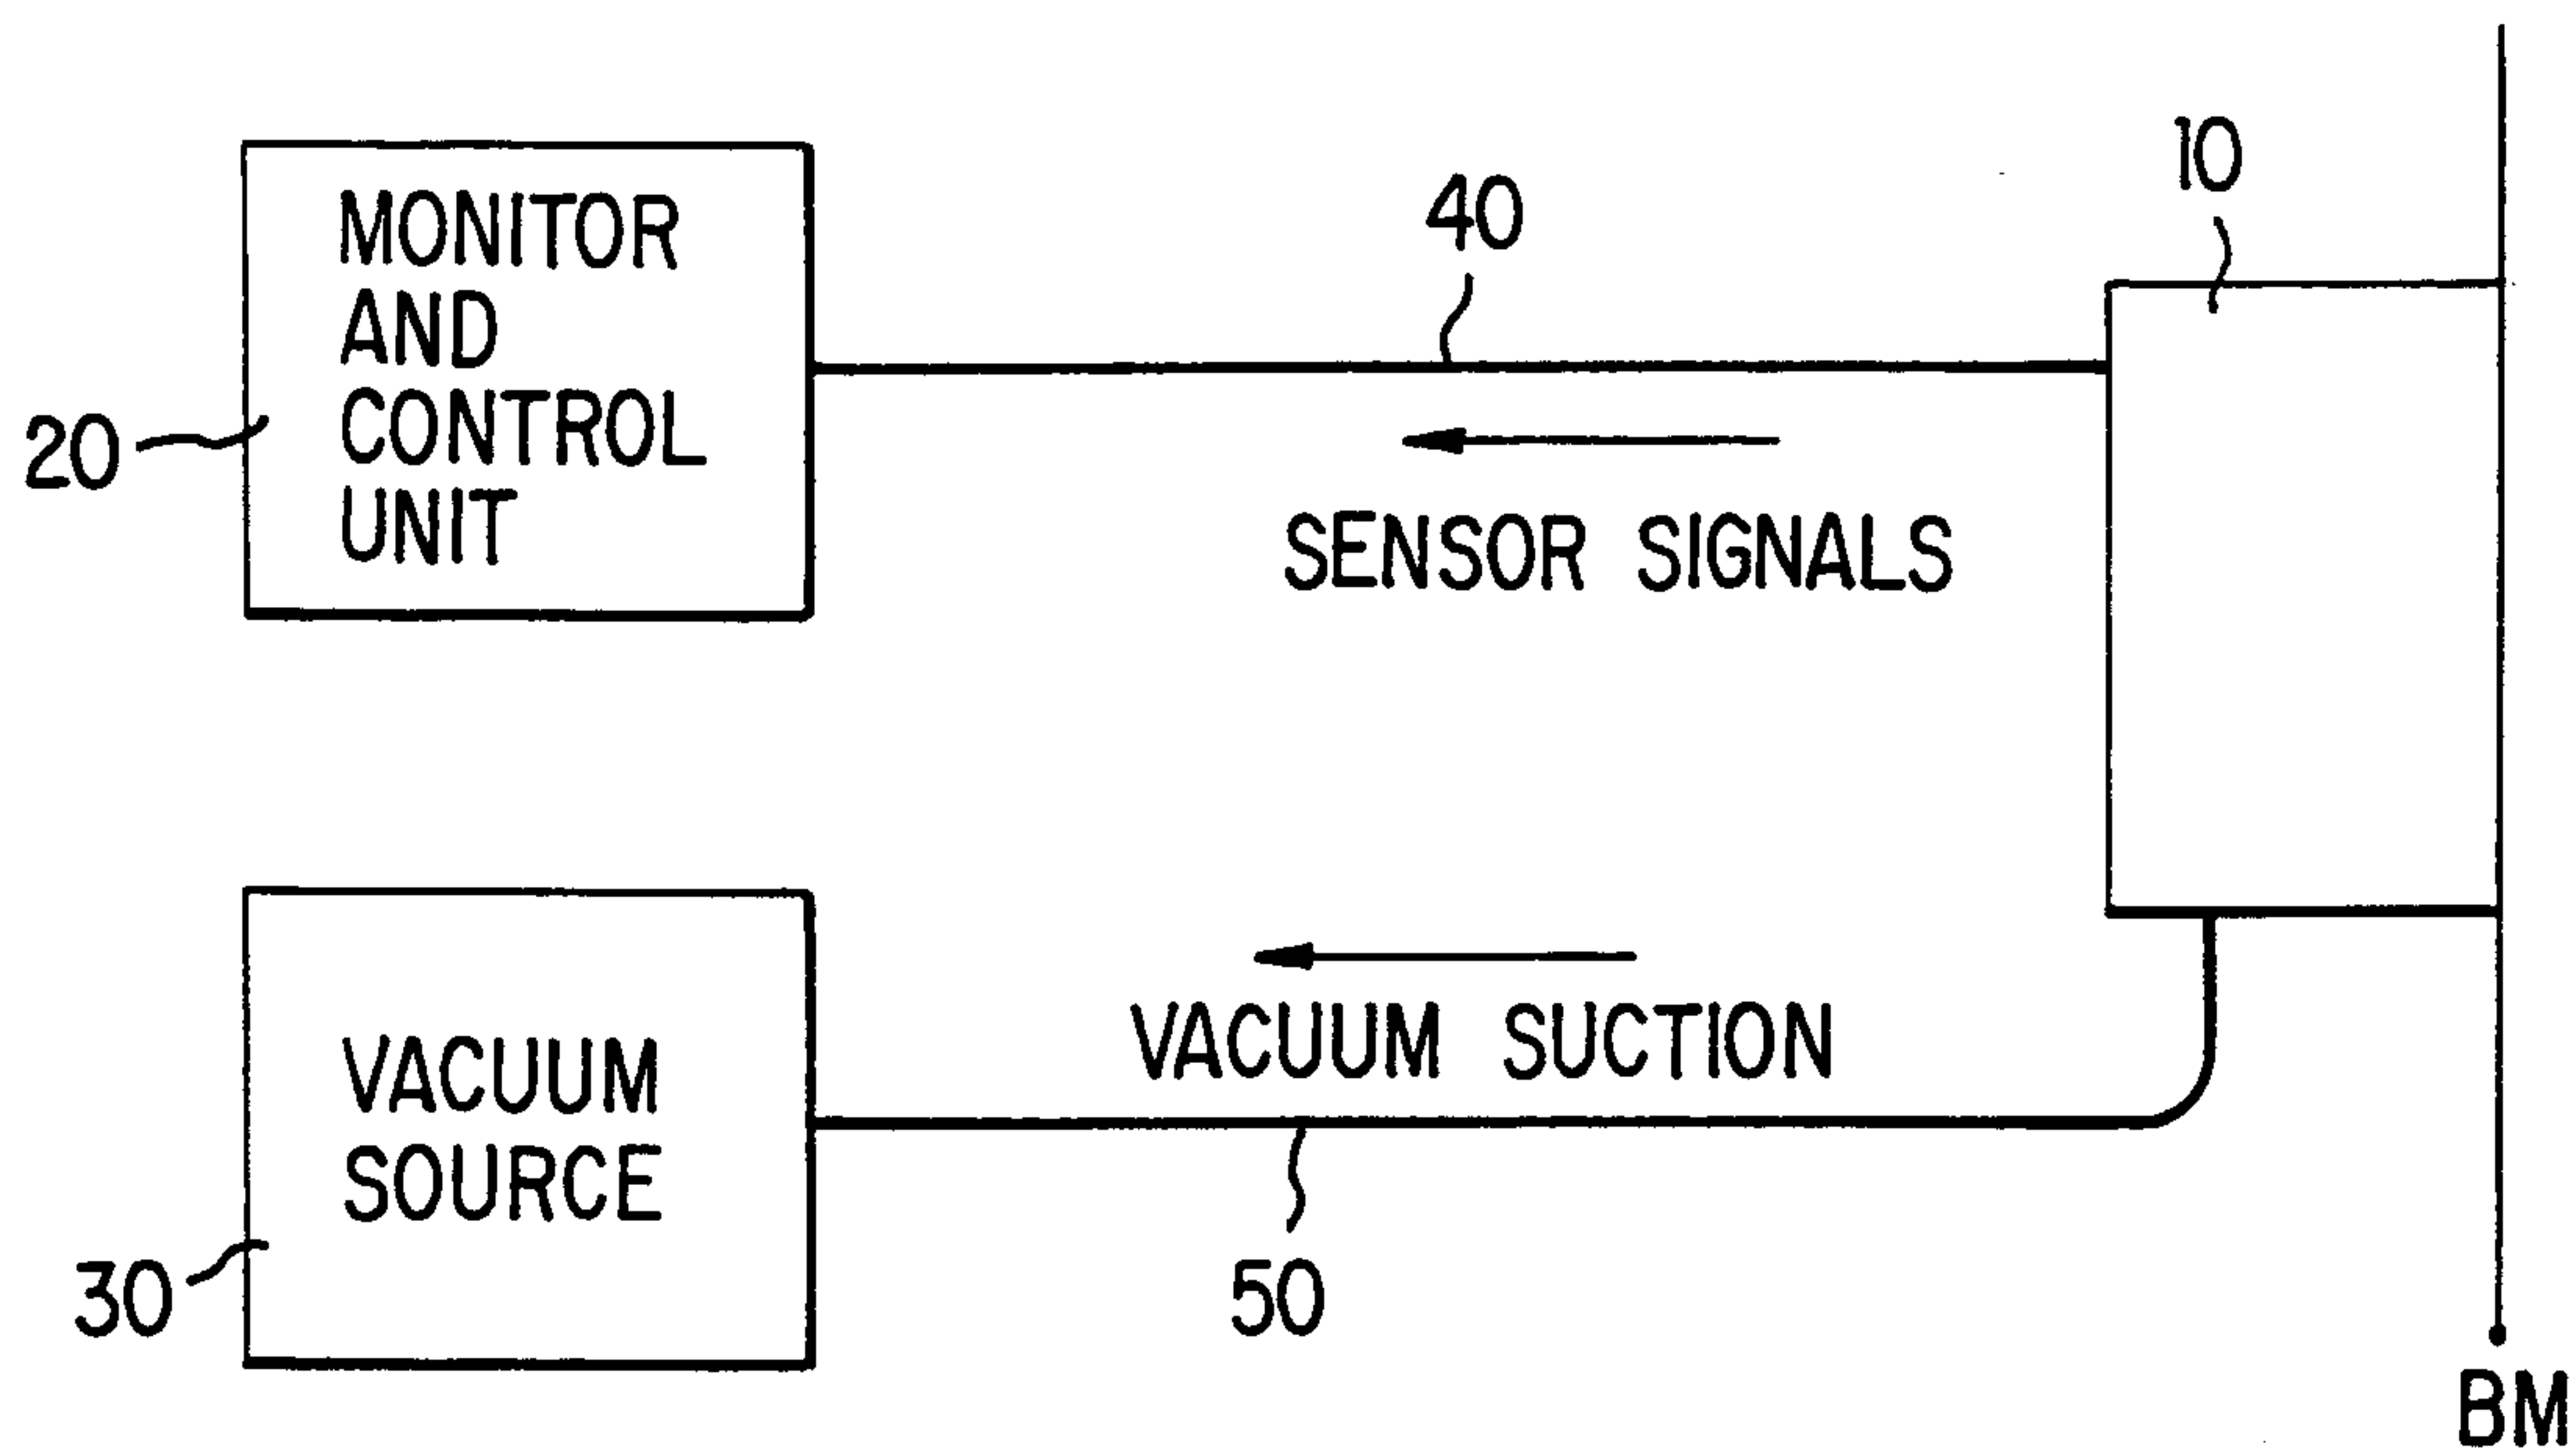 10
40
MONITOR
AND
CONTROL
UNIT
20
SENSOR SIGNALS
VACUUM SUCTION
VACUUM
SOURCE
30
50
BM